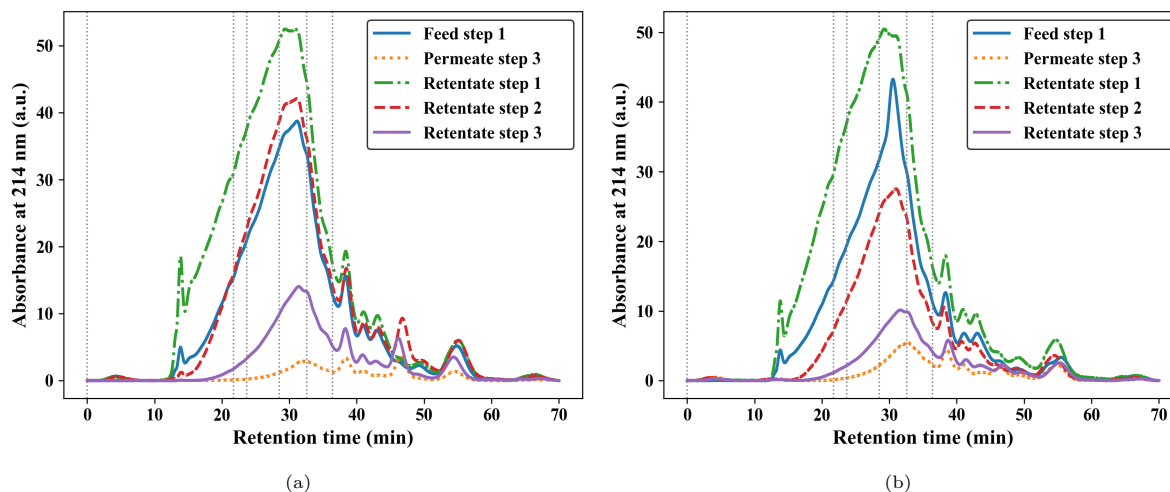 50
40
30
20
10
0
0 10 20 30 40 50 60 70
Absorbance at 214 nm (a.u.)
Retention time (min)
Feed step 1
Permeate step 3
Retentate step 1
Retentate step 2
Retentate step 3
(a)
50
40
30
20
10
0
0 10 20 30 40 50 60 70
Absorbance at 214 nm (a.u.)
Retention time (min)
Feed step 1
Permeate step 3
Retentate step 1
Retentate step 2
Retentate step 3
(b)